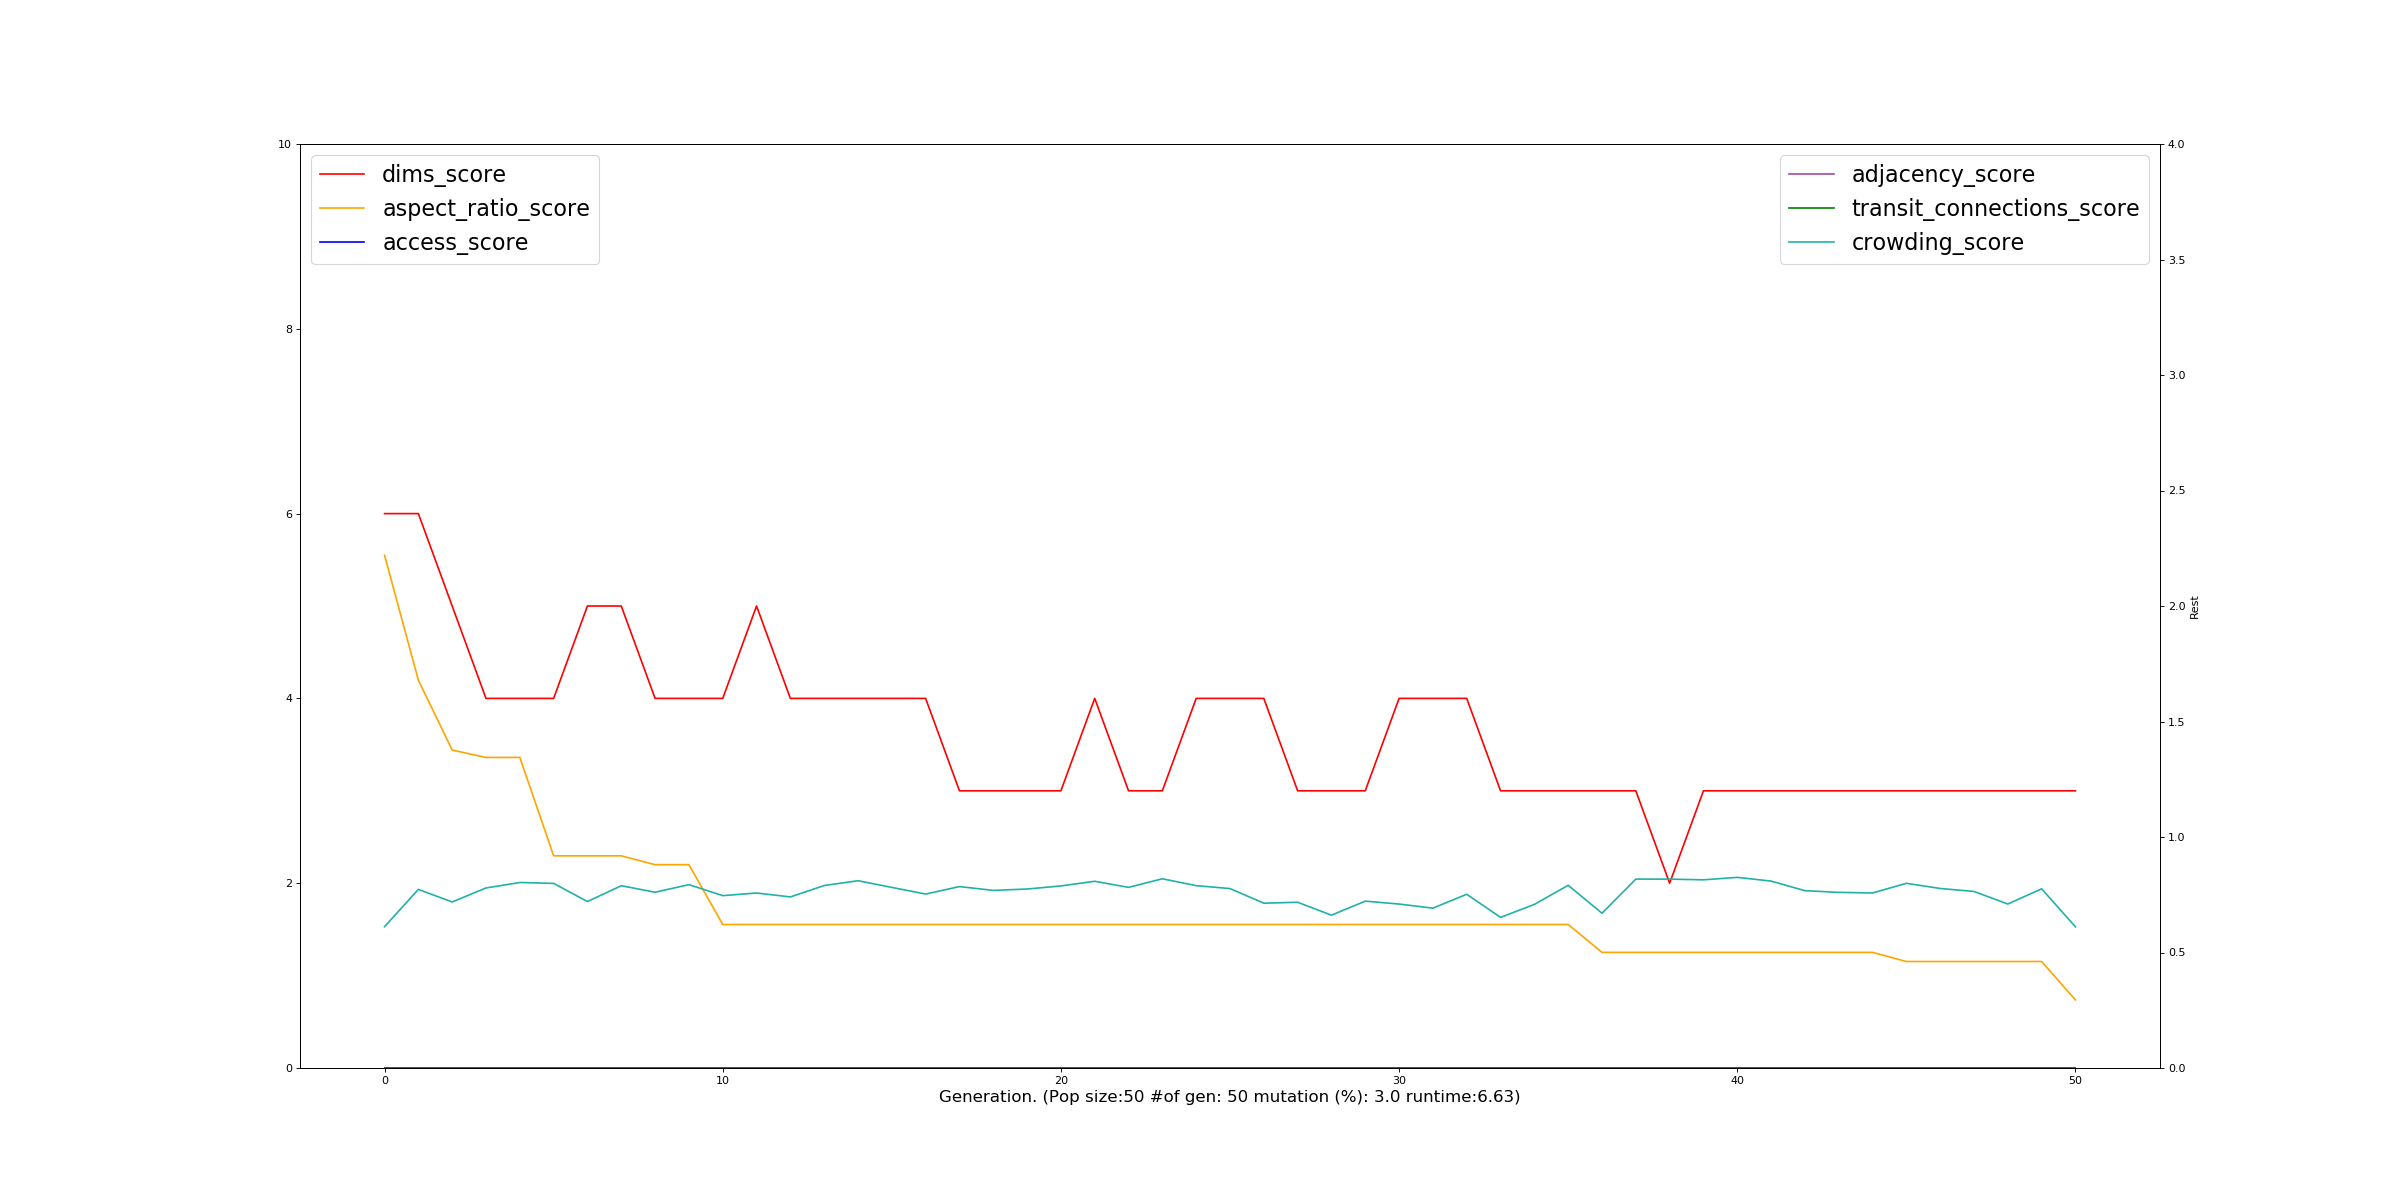 dims_score
aspect_ratio_score
access_score
adjacency_score
transit_connections_score
crowding_score
10
8
6
4
2
0
4.0
3.5
3.0
2.5
2.0
1.5
1.0
0.5
0.0
Rest
0 10 20 30 40 50
Generation. (Pop size:50 #of gen: 50 mutation (%): 3.0 runtime:6.63)